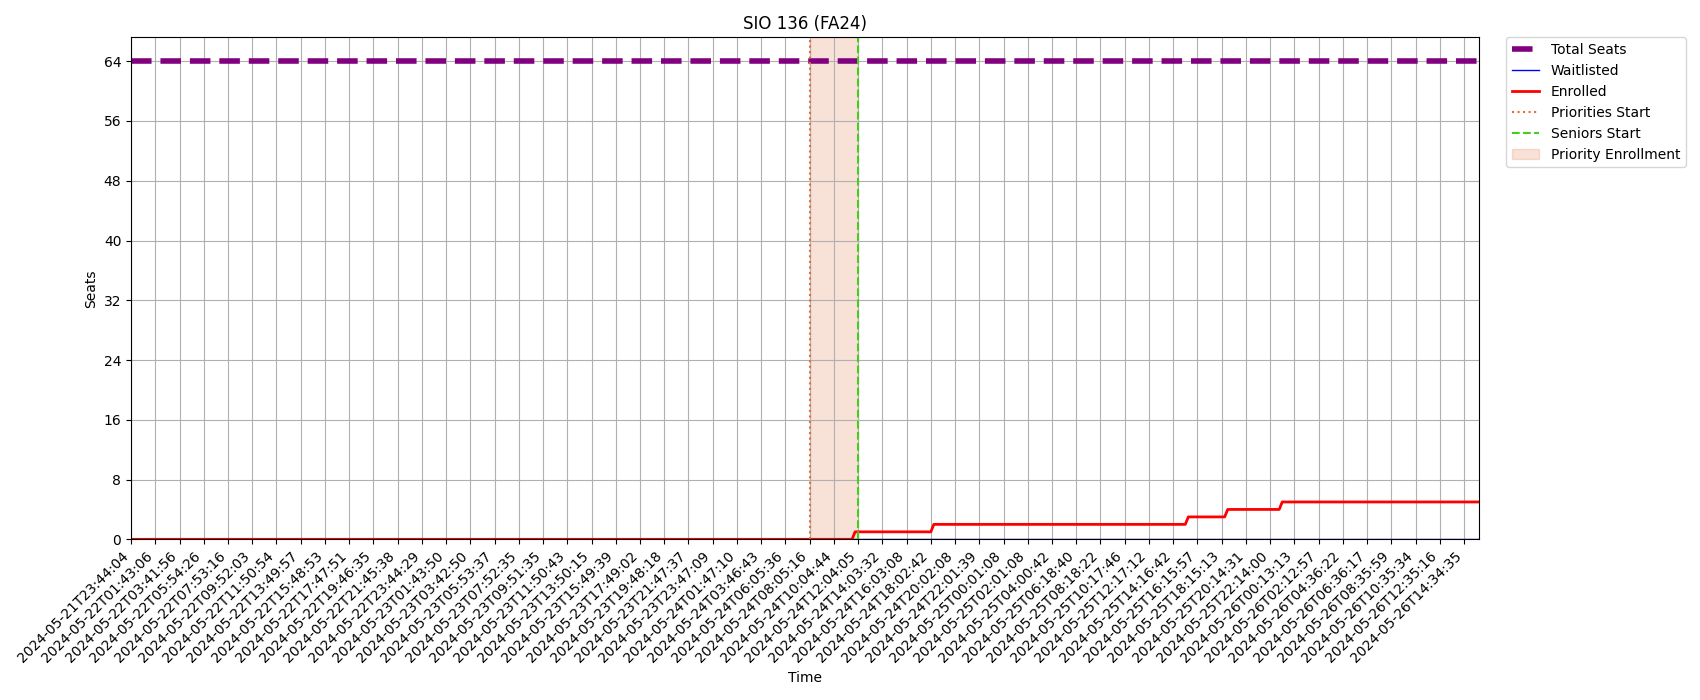 SIO 136 (FA24)
Total Seats
Waitlisted
Enrolled
Priorities Start
Seniors Start
Priority Enrollment
Seats
64
56
48
40
32
24
16
8
0
2024-05-21T23:44:04
2024-05-22T01:43:06
2024-05-22T03:41:56
2024-05-22T05:54:26
2024-05-22T07:53:16
2024-05-22T09:52:03
2024-05-22T11:50:54
2024-05-22T13:49:57
2024-05-22T15:48:53
2024-05-22T17:47:51
2024-05-22T19:46:35
2024-05-22T21:45:38
2024-05-22T23:44:29
2024-05-23T01:43:50
2024-05-23T03:42:50
2024-05-23T05:53:37
2024-05-23T07:52:35
2024-05-23T09:51:35
2024-05-23T11:50:43
2024-05-23T13:50:15
2024-05-23T15:49:39
2024-05-23T17:49:02
2024-05-23T19:48:18
2024-05-23T21:47:37
2024-05-23T23:47:09
2024-05-24T01:47:10
2024-05-24T03:46:43
2024-05-24T06:05:36
2024-05-24T08:05:16
2024-05-24T10:04:44
2024-05-24T12:04:05
2024-05-24T14:03:32
2024-05-24T16:03:08
2024-05-24T18:02:42
2024-05-24T20:02:08
2024-05-24T22:01:39
2024-05-25T00:01:08
2024-05-25T02:01:08
2024-05-25T04:00:42
2024-05-25T06:18:40
2024-05-25T08:18:22
2024-05-25T10:17:46
2024-05-25T12:17:12
2024-05-25T14:16:42
2024-05-25T16:15:57
2024-05-25T18:15:13
2024-05-25T20:14:31
2024-05-25T22:14:00
2024-05-26T00:13:13
2024-05-26T02:12:57
2024-05-26T04:36:22
2024-05-26T06:36:17
2024-05-26T08:35:59
2024-05-26T10:35:34
2024-05-26T12:35:16
2024-05-26T14:34:35
Time